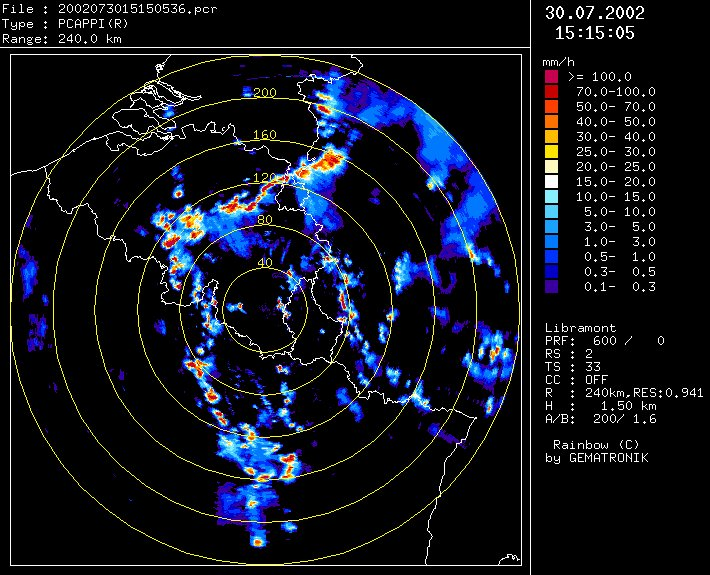 File : 2002073015150536.pcr
Type : PCAPPI(R)
Range: 240.0 km
30.07.2002
15:15:05
mm/h
>= 100.0
70.0-100.0
50.0- 70.0
40.0- 50.0
30.0- 40.0
25.0- 30.0
20.0- 25.0
15.0- 20.0
10.0- 15.0
5.0- 10.0
3.0- 5.0
1.0- 3.0
0.5- 1.0
0.3- 0.5
0.1- 0.3
200
160
120
80
40
Libramont
PRF: 600 / 0
RS : 2
TS : 33
CC : OFF
R : 240km,RES:0.941
H : 1.50 km
A/B: 200/ 1.6
Rainbow (C)
by GEMATRONIK